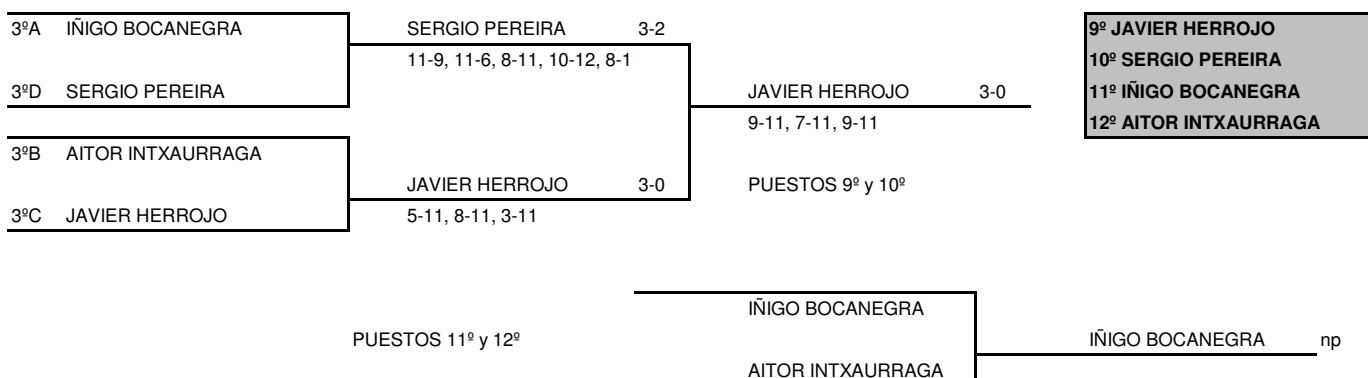 3ºA IÑIGO BOCANEGRA SERGIO PEREIRA 3-2 9º JAVIER HERROJO
11-9, 11-6, 8-11, 10-12, 8-1 10º SERGIO PEREIRA
3ºD SERGIO PEREIRA JAVIER HERROJO 3-0 11º IÑIGO BOCANEGRA
9-11, 7-11, 9-11 12º AITOR INTXAURRAGA
3ºB AITOR INTXAURRAGA
JAVIER HERROJO 3-0 PUESTOS 9º y 10º
3ºC JAVIER HERROJO 5-11, 8-11, 3-11
IÑIGO BOCANEGRA
PUESTOS 11º y 12º IÑIGO BOCANEGRA np
AITOR INTXAURRAGA